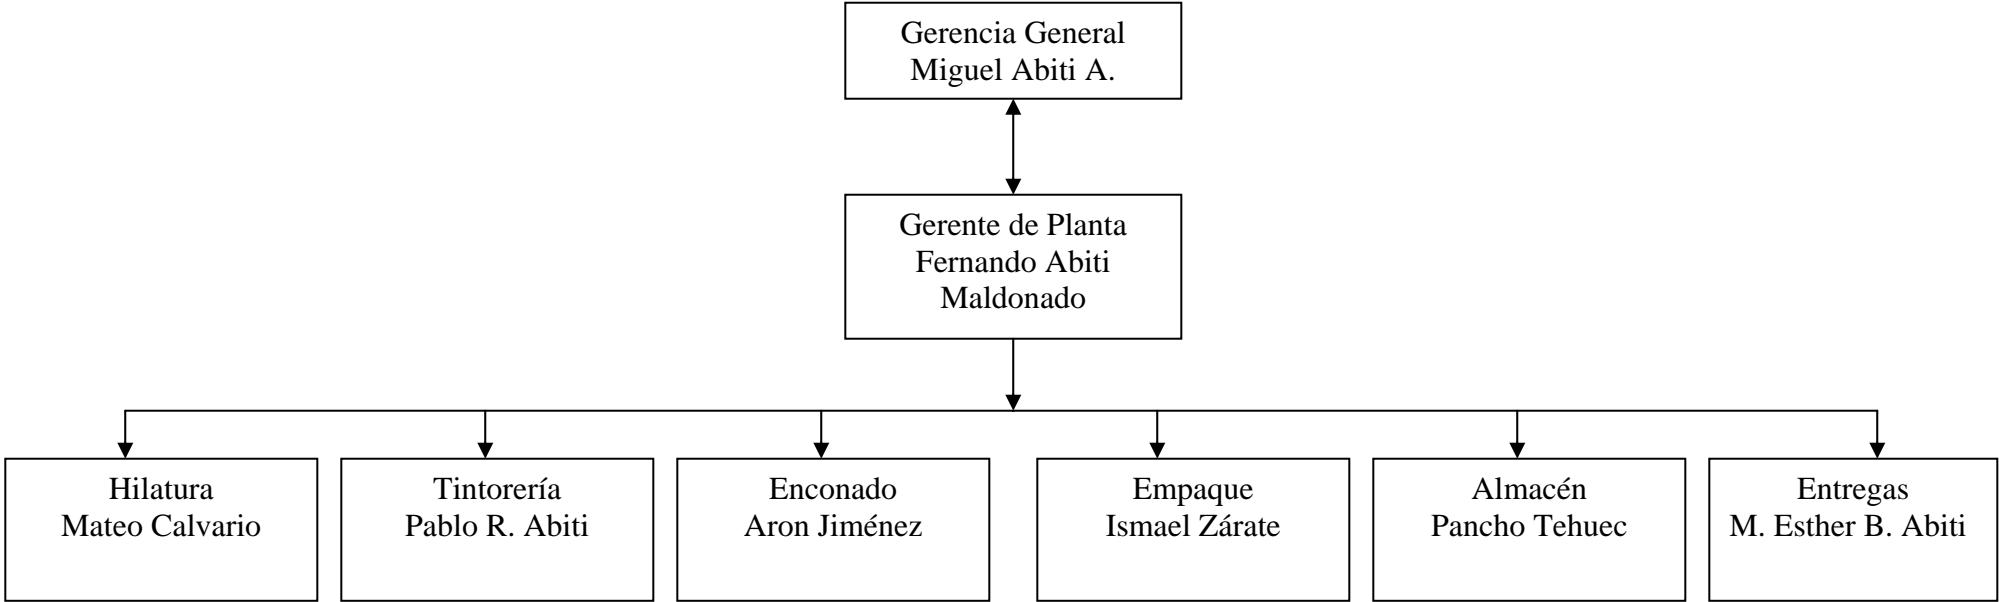 Gerencia General
Miguel Abiti A.
Gerente de Planta
Fernando Abiti
Maldonado
Hilatura
Mateo Calvario
Tintorería
Pablo R. Abiti
Enconado
Aron Jiménez
Empaque
Ismael Zárate
Almacén
Pancho Tehuec
Entregas
M. Esther B. Abiti